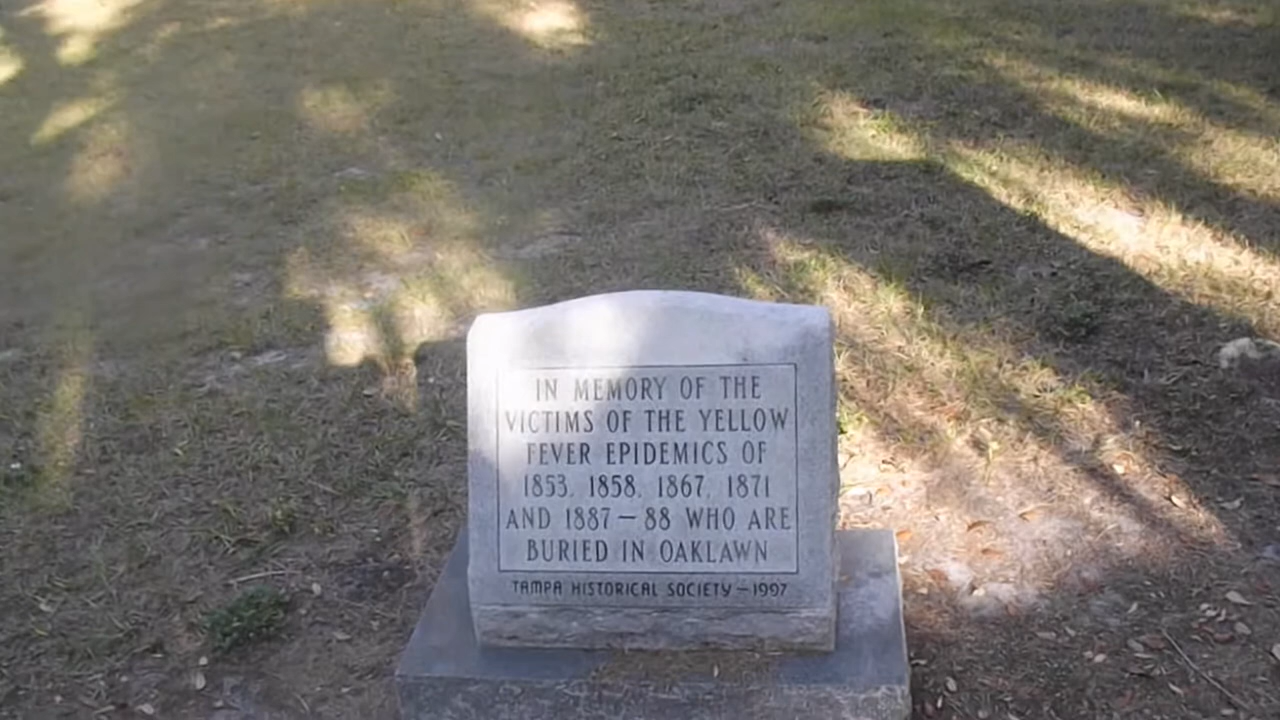 IN MEMORY OF THE
VICTIMS OF THE YELLOW
FEVER EPIDEMICS OF
1853, 1858, 1867, 1871
AND 1887-88 WHO ARE
BURIED IN OAKLAWN
TAMPA HISTORICAL SOCIETY-1997